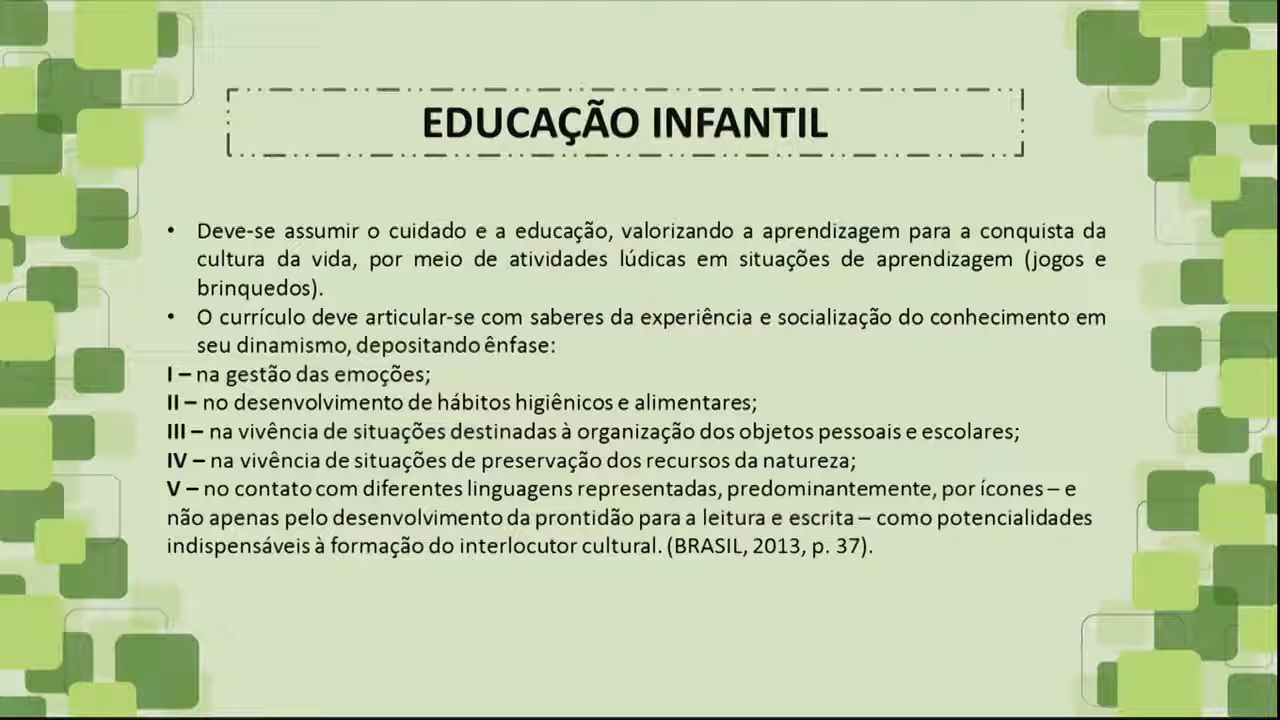 EDUCAÇÃO INFANTIL
• Deve-se assumir o cuidado e a educação, valorizando a aprendizagem para a conquista da
cultura da vida, por meio de atividades lúdicas em situações de aprendizagem (jogos e
brinquedos).
• O currículo deve articular-se com saberes da experiência e socialização do conhecimento em
seu dinamismo, depositando ênfase:
I – na gestão das emoções;
II – no desenvolvimento de hábitos higiênicos e alimentares;
III – na vivência de situações destinadas à organização dos objetos pessoais e escolares;
IV – na vivência de situações de preservação dos recursos da natureza;
V – no contato com diferentes linguagens representadas, predominantemente, por ícones – e
não apenas pelo desenvolvimento da prontidão para a leitura e escrita – como potencialidades
indispensáveis à formação do interlocutor cultural. (BRASIL, 2013, p. 37).